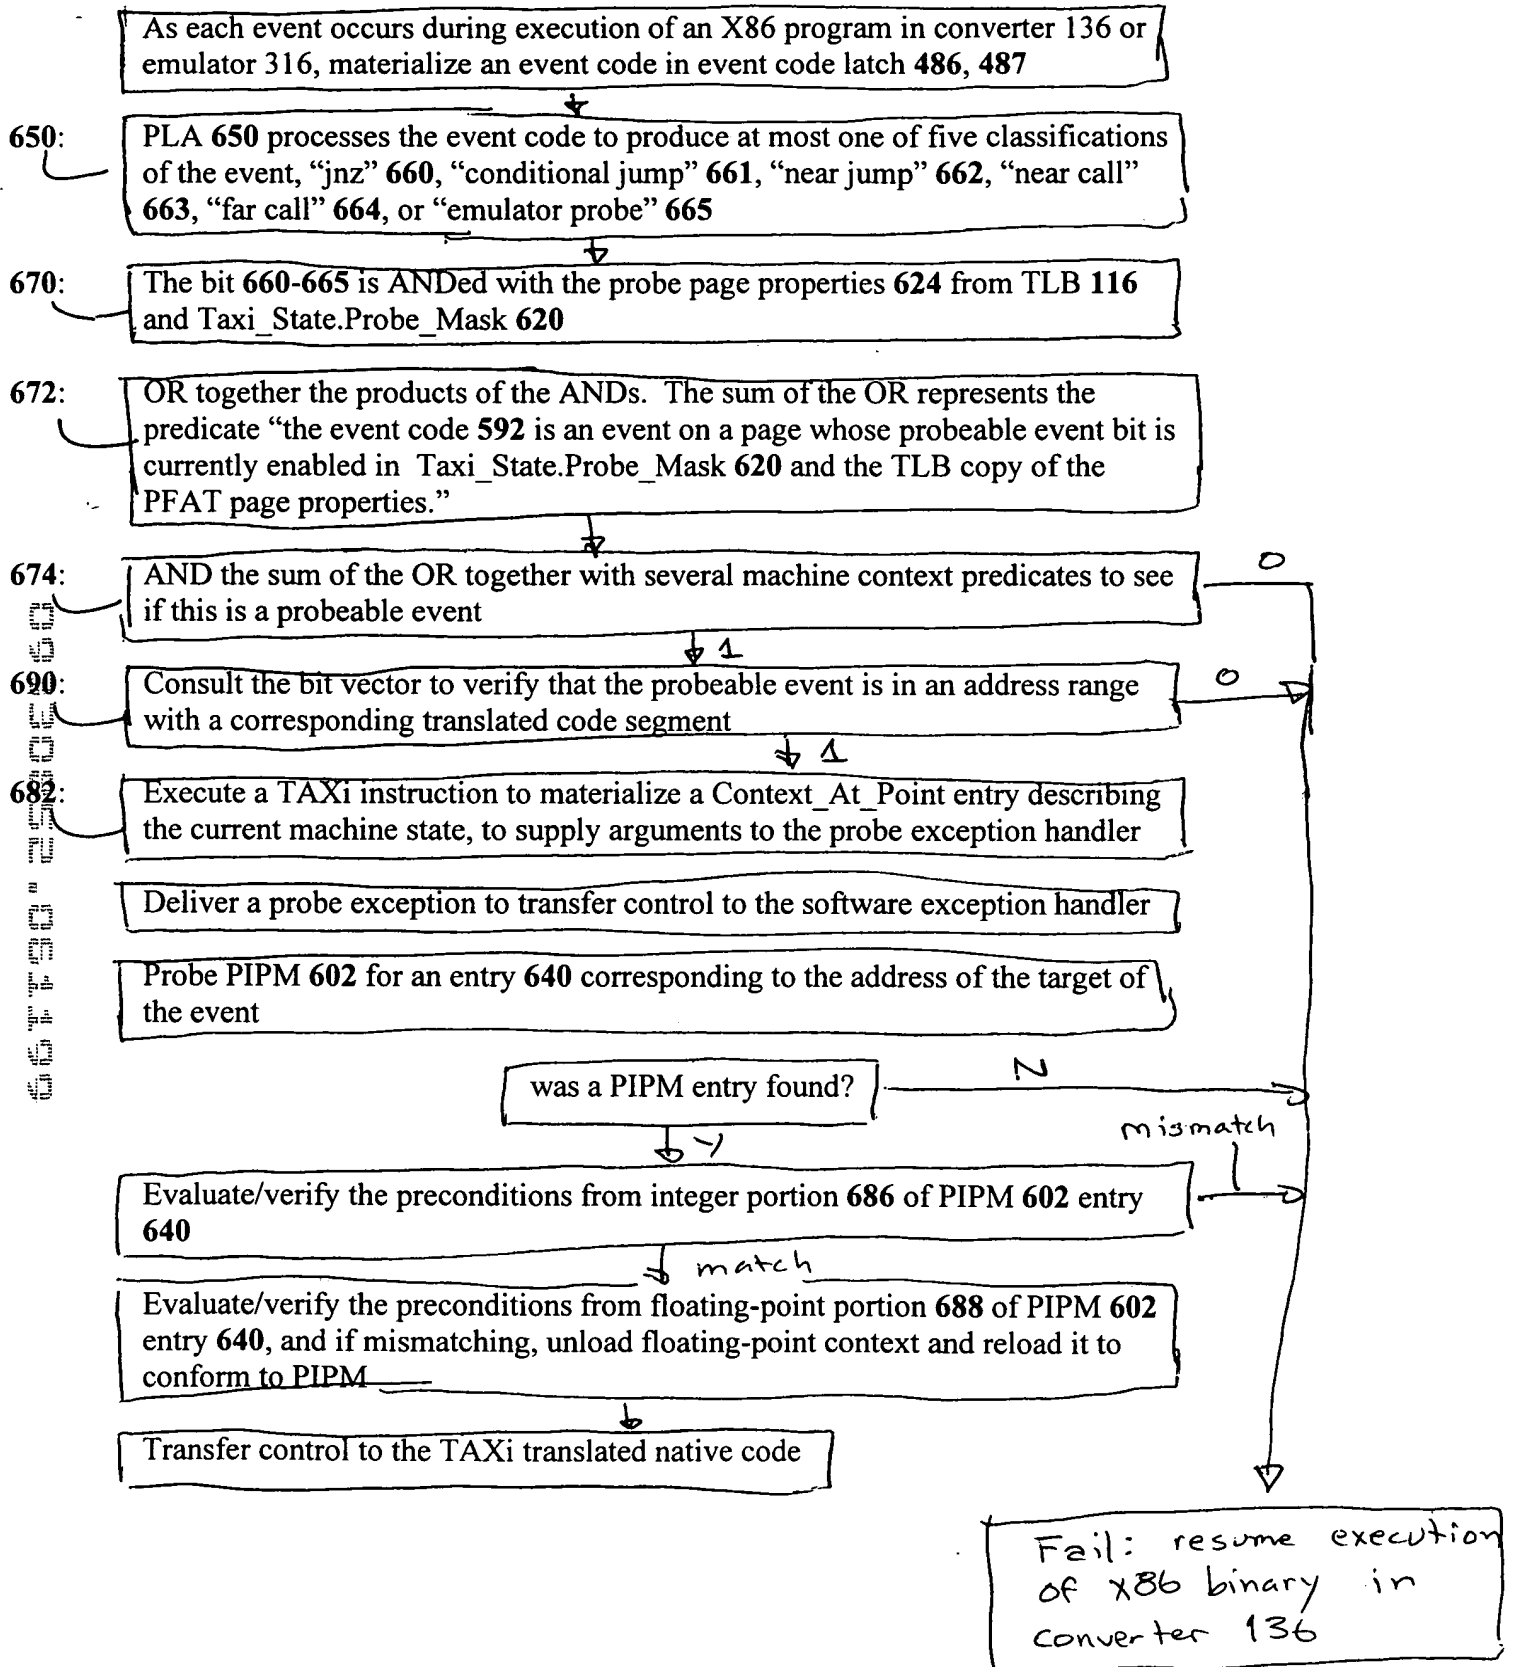 As each event occurs during execution of an X86 program in converter 136 or
emulator 316, materialize an event code in event code latch 486, 487
650:
PLA 650 processes the event code to produce at most one of five classifications
of the event, “jnz” 660, “conditional jump” 661, “near jump” 662, “near call”
663, “far call” 664, or “emulator probe” 665
670:
The bit 660-665 is ANDed with the probe page properties 624 from TLB 116
and Taxi_State.Probe_Mask 620
672:
OR together the products of the ANDs. The sum of the OR represents the
predicate “the event code 592 is an event on a page whose probeable event bit is
currently enabled in Taxi_State.Probe_Mask 620 and the TLB copy of the
PFAT page properties.”
674:
AND the sum of the OR together with several machine context predicates to see
if this is a probeable event
0
1
690:
Consult the bit vector to verify that the probeable event is in an address range
with a corresponding translated code segment
0
1
682:
Execute a TAXi instruction to materialize a Context_At_Point entry describing
the current machine state, to supply arguments to the probe exception handler
Deliver a probe exception to transfer control to the software exception handler
Probe PIPM 602 for an entry 640 corresponding to the address of the target of
the event
was a PIPM entry found?
N
Y
mismatch
Evaluate/verify the preconditions from integer portion 686 of PIPM 602 entry
640
match
Evaluate/verify the preconditions from floating-point portion 688 of PIPM 602
entry 640, and if mismatching, unload floating-point context and reload it to
conform to PIPM
Transfer control to the TAXi translated native code
Fail: resume execution
of X86 binary in
converter 136